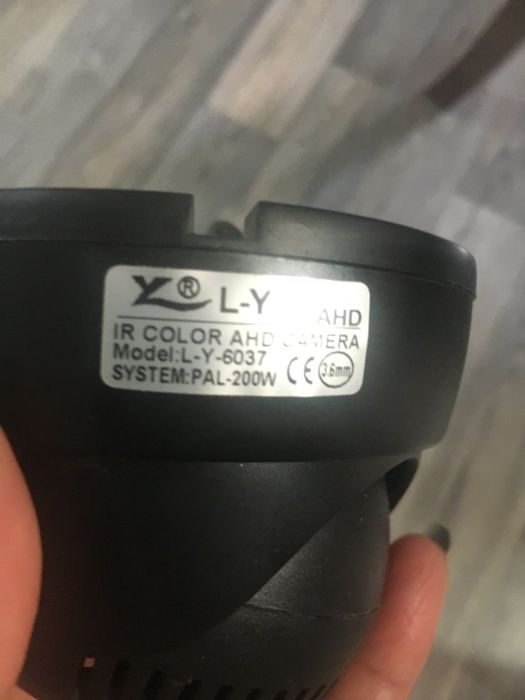 Y® L-Y AHD
IR COLOR AHD CAMERA
Model:L-Y-6037
SYSTEM:PAL-200W CE 3.6mm